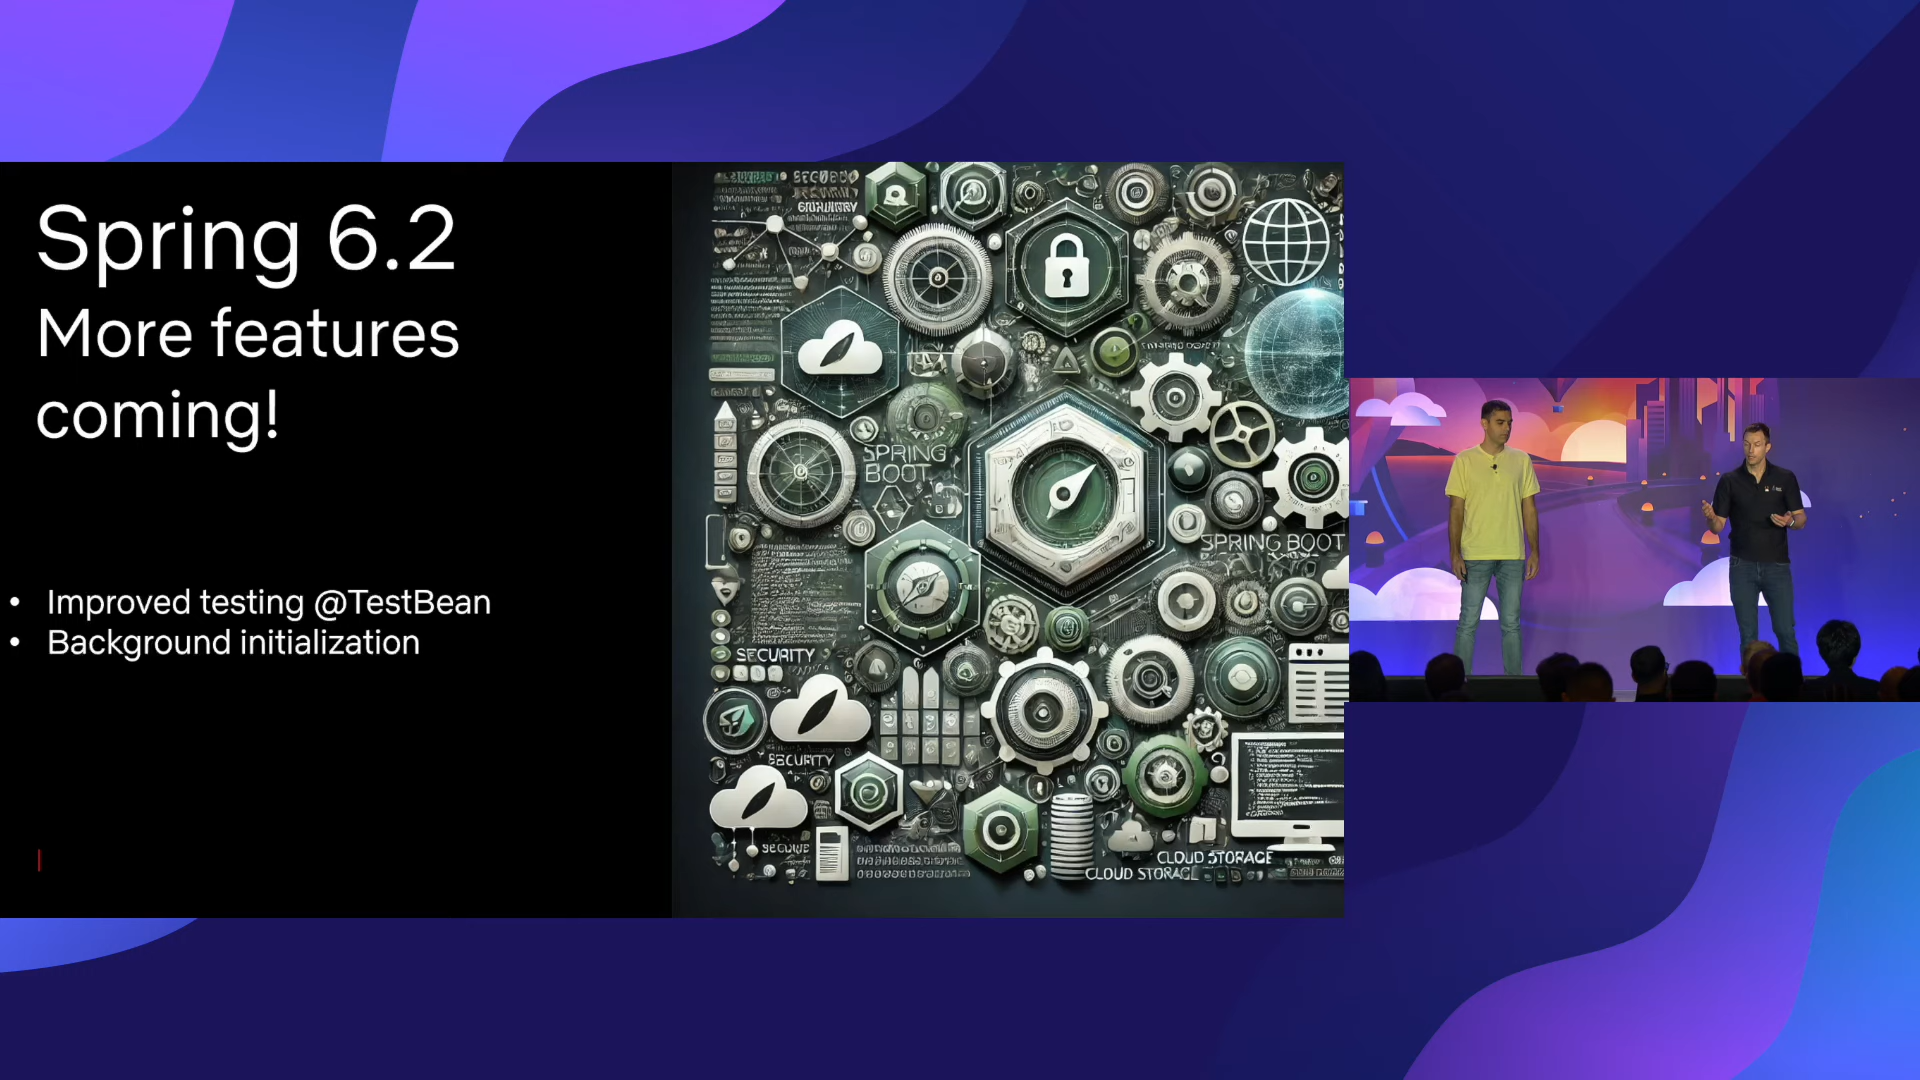 Spring 6.2
More features
coming!
• Improved testing @TestBean
• Background initialization
SPRING
BOOT
SPRING BOOT
SECURITY
SECURITY
CLOUD STORAGE
CLOUD STORAGE